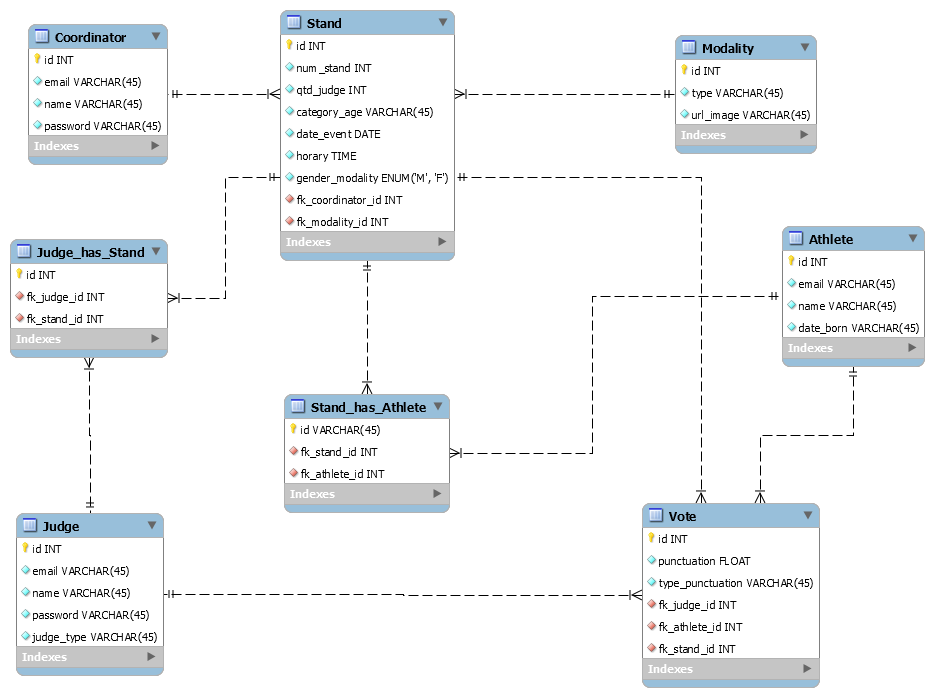 Coordinator
id INT
email VARCHAR(45)
name VARCHAR(45)
password VARCHAR(45)
Indexes
Stand
id INT
num_stand INT
qtd_judge INT
category_age VARCHAR(45)
date_event DATE
horary TIME
gender_modality ENUM('M', 'F')
fk_coordinator_id INT
fk_modality_id INT
Indexes
Modality
id INT
type VARCHAR(45)
url_image VARCHAR(45)
Indexes
Judge_has_Stand
id INT
fk_judge_id INT
fk_stand_id INT
Indexes
Athlete
id INT
email VARCHAR(45)
name VARCHAR(45)
date_born VARCHAR(45)
Indexes
Stand_has_Athlete
id VARCHAR(45)
fk_stand_id INT
fk_athlete_id INT
Indexes
Judge
id INT
email VARCHAR(45)
name VARCHAR(45)
password VARCHAR(45)
judge_type VARCHAR(45)
Indexes
Vote
id INT
punctuation FLOAT
type_punctuation VARCHAR(45)
fk_judge_id INT
fk_athlete_id INT
fk_stand_id INT
Indexes